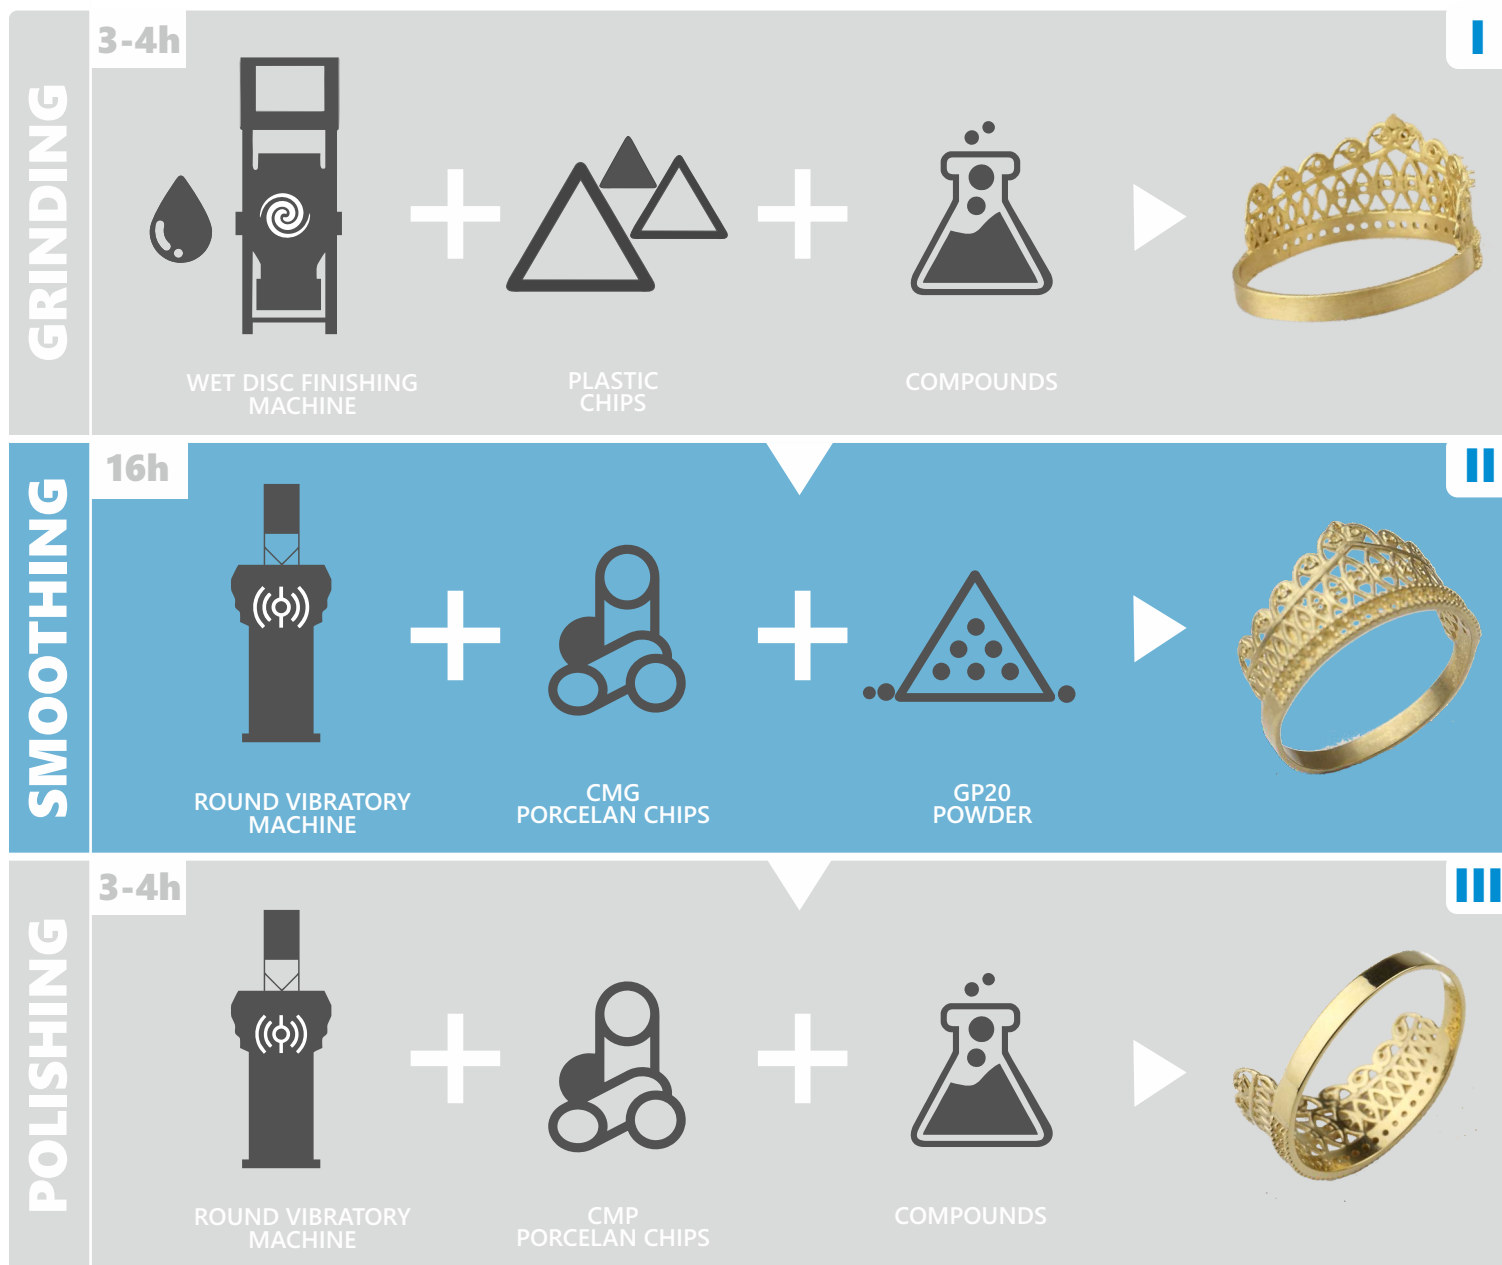 3-4h
I
GRINDING
WET DISC FINISHING
MACHINE
PLASTIC
CHIPS
COMPOUNDS
16h
II
SMOOTHING
ROUND VIBRATORY
MACHINE
CMG
PORCELAN CHIPS
GP20
POWDER
3-4h
III
POLISHING
ROUND VIBRATORY
MACHINE
CMP
PORCELAN CHIPS
COMPOUNDS